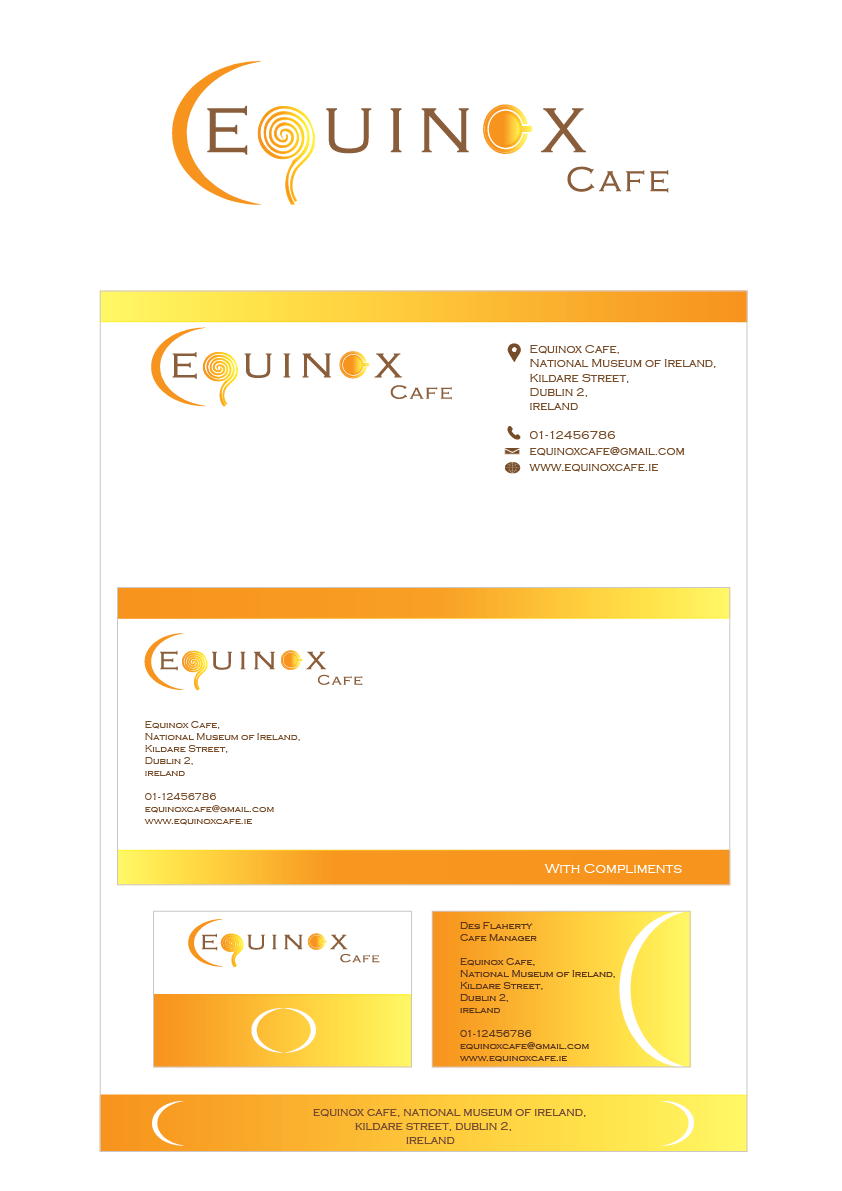 EQUINOX
CAFE
EQUINOX
CAFE
EQUINOX CAFE,
NATIONAL MUSEUM OF IRELAND,
KILDARE STREET,
DUBLIN 2,
IRELAND
01-12456786
EQUINOXCAFE@GMAIL.COM
WWW.EQUINOXCAFE.IE
EQUINOX
CAFE
EQUINOX CAFE,
NATIONAL MUSEUM OF IRELAND,
KILDARE STREET,
DUBLIN 2,
IRELAND
01-12456786
EQUINOXCAFE@GMAIL.COM
WWW.EQUINOXCAFE.IE
WITH COMPLIMENTS
EQUINOX
CAFE
DES FLAHERTY
CAFE MANAGER
EQUINOX CAFE,
NATIONAL MUSEUM OF IRELAND,
KILDARE STREET,
DUBLIN 2,
IRELAND
01-12456786
EQUINOXCAFE@GMAIL.COM
WWW.EQUINOXCAFE.IE
EQUINOX CAFE, NATIONAL MUSEUM OF IRELAND,
KILDARE STREET, DUBLIN 2,
IRELAND